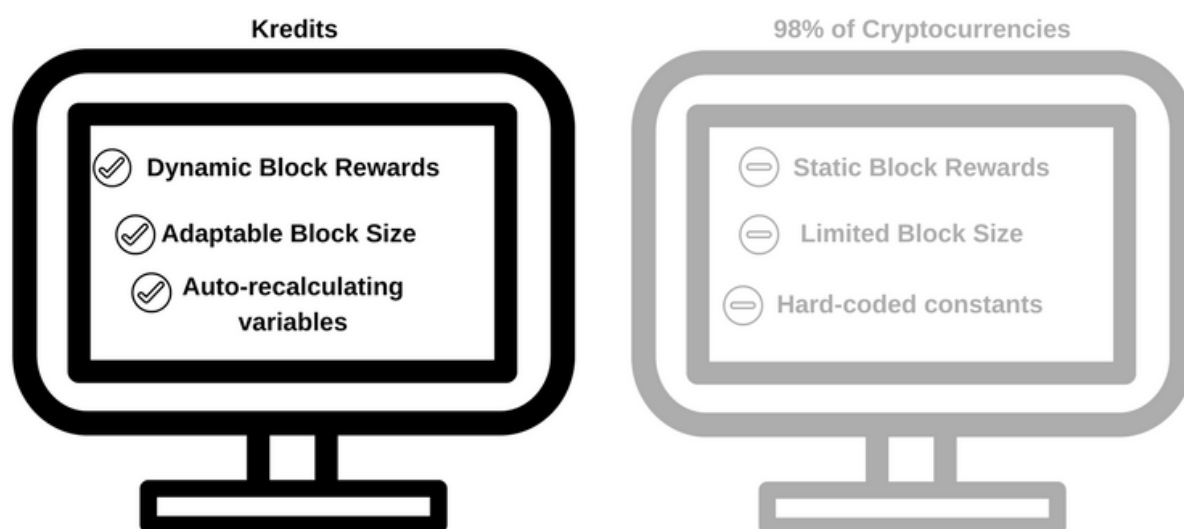 Kredits
Dynamic Block Rewards
Adaptable Block Size
Auto-recalculating
variables
98% of Cryptocurrencies
Static Block Rewards
Limited Block Size
Hard-coded constants